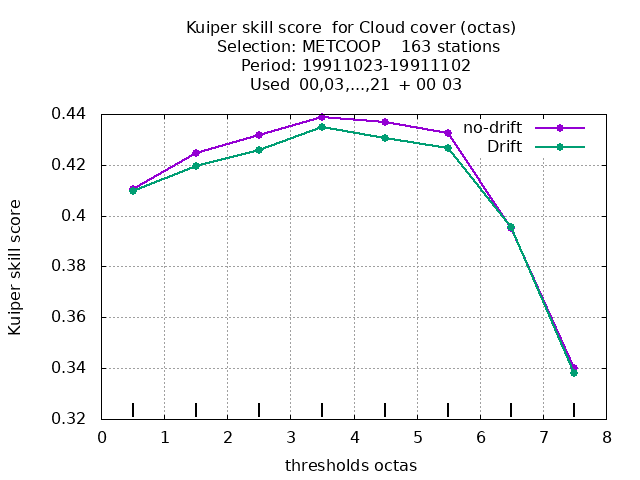 Kuiper skill score  for Cloud cover (octas)
Selection: METCOOP    163 stations
Period: 19911023-19911102
Used  00,03,...,21  + 00 03
no-drift
Drift
0.44
0.42
0.4
0.38
0.36
0.34
0.32
Kuiper skill score
0 1 2 3 4 5 6 7 8
thresholds octas